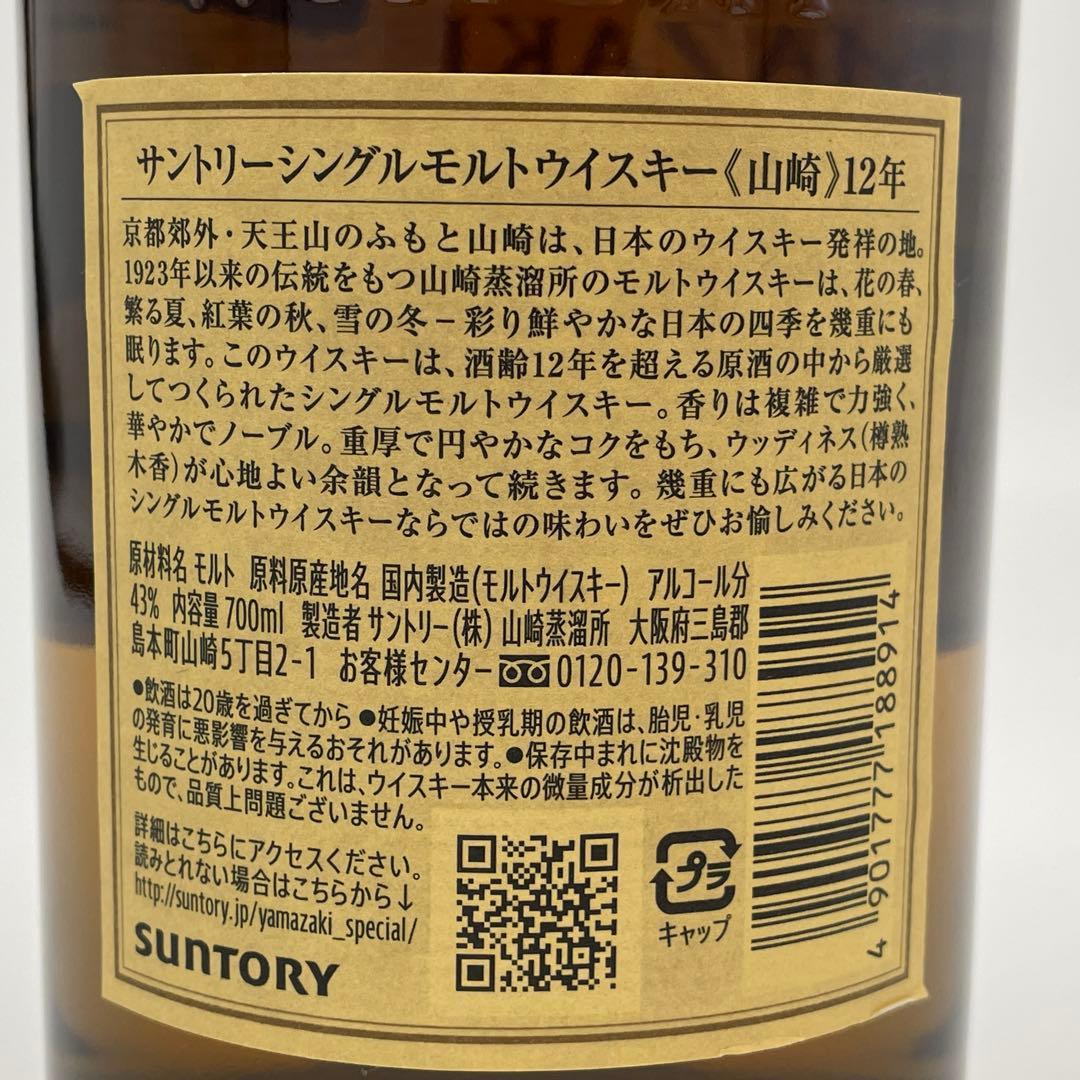 サントリーシングルモルトウイスキー《山崎》12年
京都郊外・天王山のふもと山崎は、日本のウイスキー発祥の地。
1923年以来の伝統をもつ山崎蒸溜所のモルトウイスキーは、花の春、
繁る夏、紅葉の秋、雪の冬－彩り鮮やかな日本の四季を幾重にも
眠ります。このウイスキーは、酒齢12年を超える原酒の中から厳選
してつくられたシングルモルトウイスキー。香りは複雑で力強く、
華やかでノーブル。重厚で円やかなコクをもち、ウッディネス(樽熟
木香)が心地よい余韻となって続きます。幾重にも広がる日本の
シングルモルトウイスキーならではの味わいをぜひお愉しみください。
原材料名 モルト 原料原産地名 国内製造(モルトウイスキー) アルコール分
43% 内容量 700ml 製造者 サントリー(株) 山崎蒸溜所 大阪府三島郡
島本町山崎5丁目2-1 お客様センター 0120-139-310
●飲酒は20歳を過ぎてから ●妊娠中や授乳期の飲酒は、胎児・乳児
の発育に悪影響を与えるおそれがあります。●保存中まれに沈殿物を
生じることがあります。これは、ウイスキー本来の微量成分が析出した
もので、品質上問題ございません。
詳細はこちらにアクセスください。
読みとれない場合はこちらから↓
http://suntory.jp/yamazaki_special/
SUNTORY
プラ
キャップ
4 901777 188914